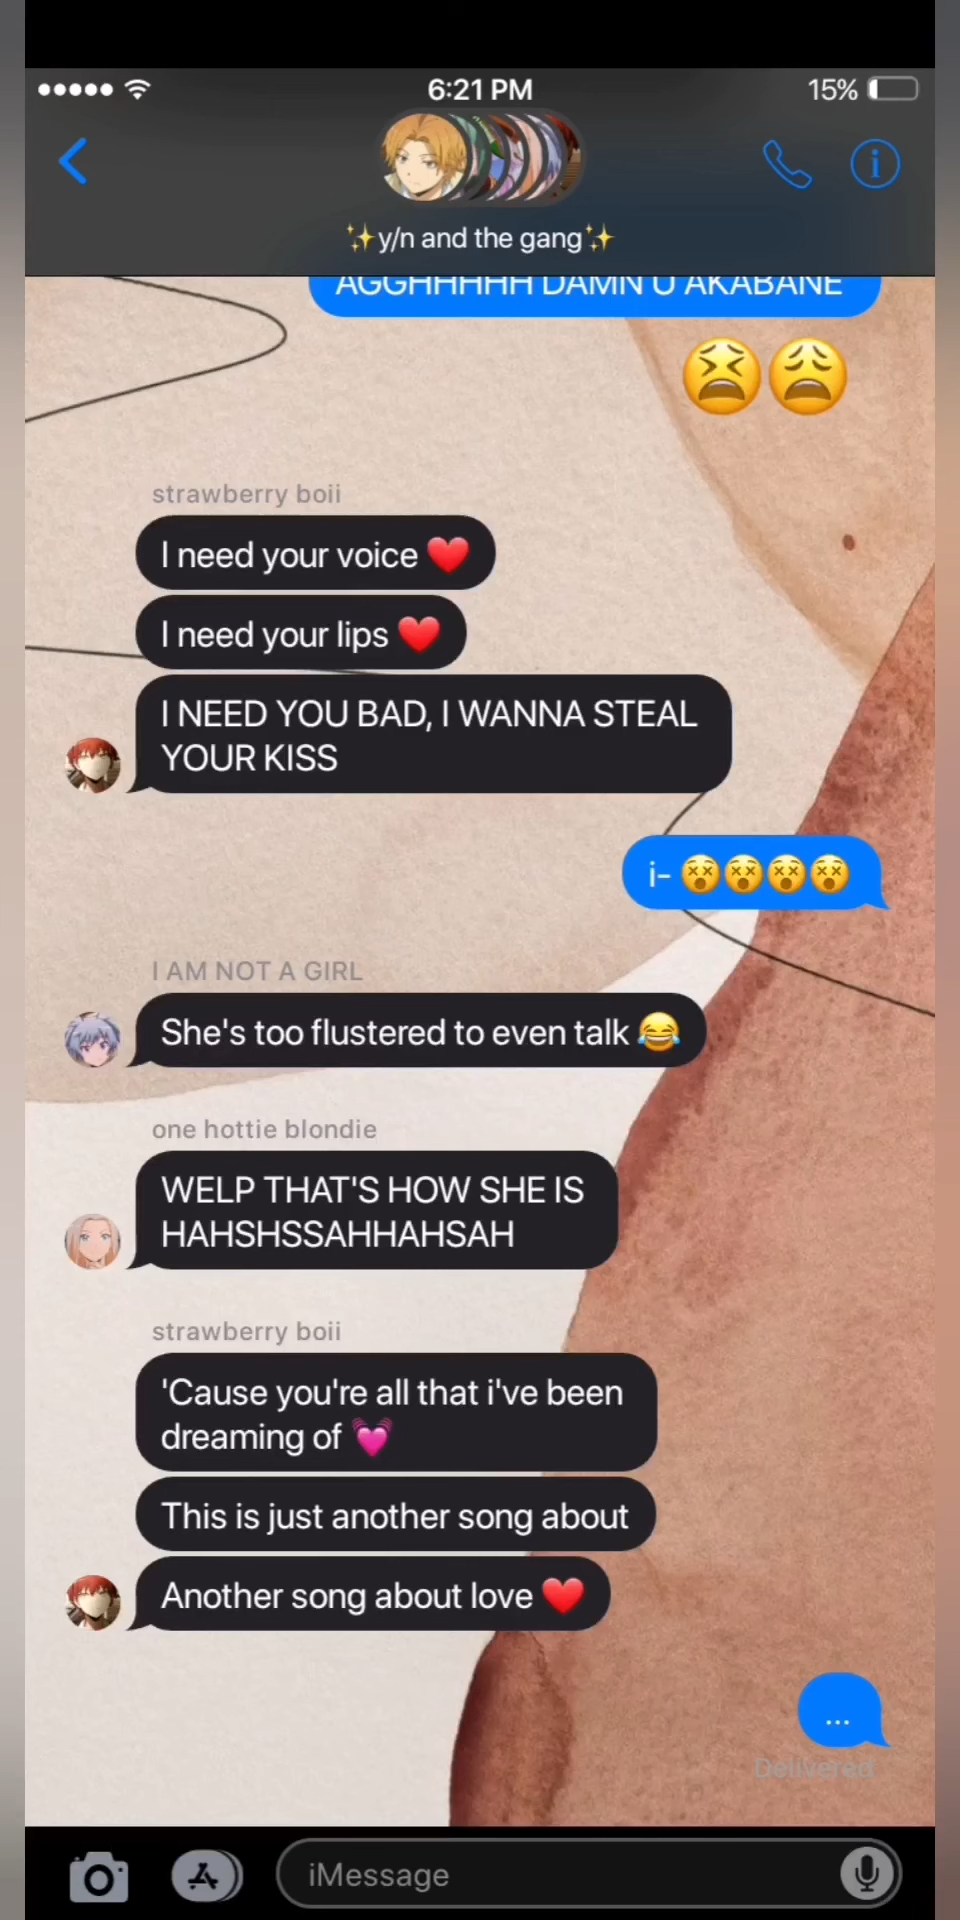 6:21 PM
15%
✨y/n and the gang✨
AGGHHHHH DAMN U AKABANE
😫😩
strawberry boii
I need your voice ❤️
I need your lips ❤️
I NEED YOU BAD, I WANNA STEAL
YOUR KISS
i- 😵😵😵😵
I AM NOT A GIRL
She's too flustered to even talk 😂
one hottie blondie
WELP THAT'S HOW SHE IS
HAHSHSSAHHAHSAH
strawberry boii
'Cause you're all that i've been
dreaming of 💓
This is just another song about
Another song about love ❤️
...
Delivered
iMessage